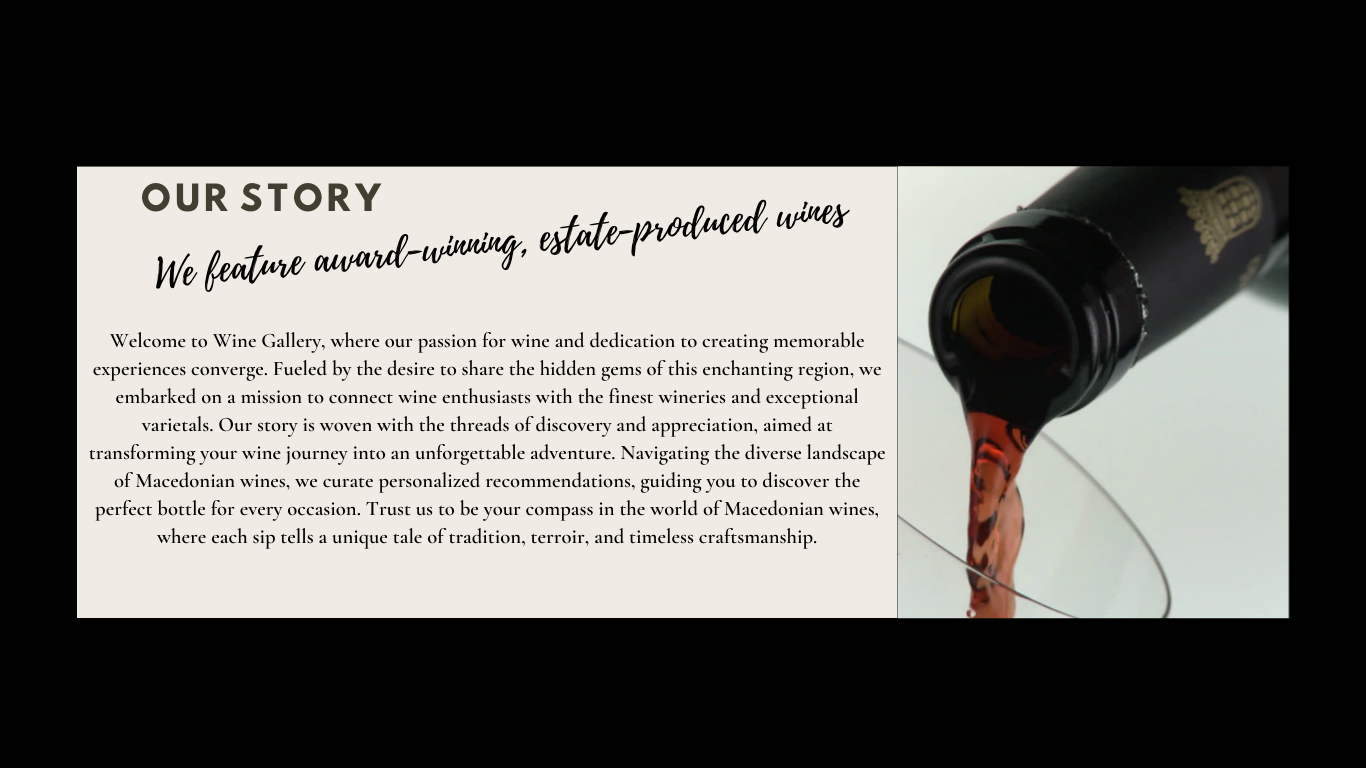 OUR STORY
We feature award-winning, estate-produced wines
Welcome to Wine Gallery, where our passion for wine and dedication to creating memorable
experiences converge. Fueled by the desire to share the hidden gems of this enchanting region, we
embarked on a mission to connect wine enthusiasts with the finest wineries and exceptional
varietals. Our story is woven with the threads of discovery and appreciation, aimed at
transforming your wine journey into an unforgettable adventure. Navigating the diverse landscape
of Macedonian wines, we curate personalized recommendations, guiding you to discover the
perfect bottle for every occasion. Trust us to be your compass in the world of Macedonian wines,
where each sip tells a unique tale of tradition, terroir, and timeless craftsmanship.